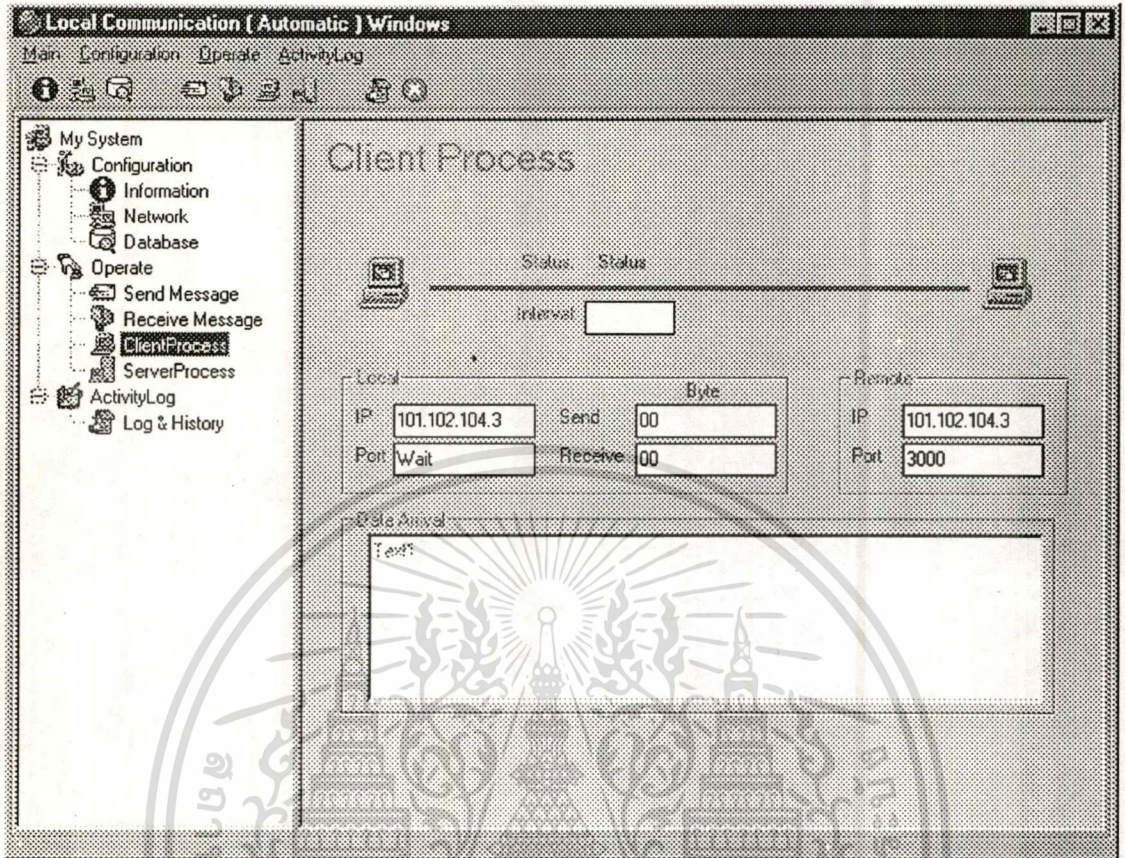 Local Communication ( Automatic ) Windows
Main Configuration Operate ActivityLog
My System
Configuration
Information
Network
Database
Operate
Send Message
Receive Message
ClientProcess
ServerProcess
ActivityLog
Log & History
Client Process
Status. Status
Interval
Local
Byte
IP 101.102.104.3 Send 00
Port Wait Receive 00
Remote
IP 101.102.104.3
Port 3000
Data Arrival
Text1